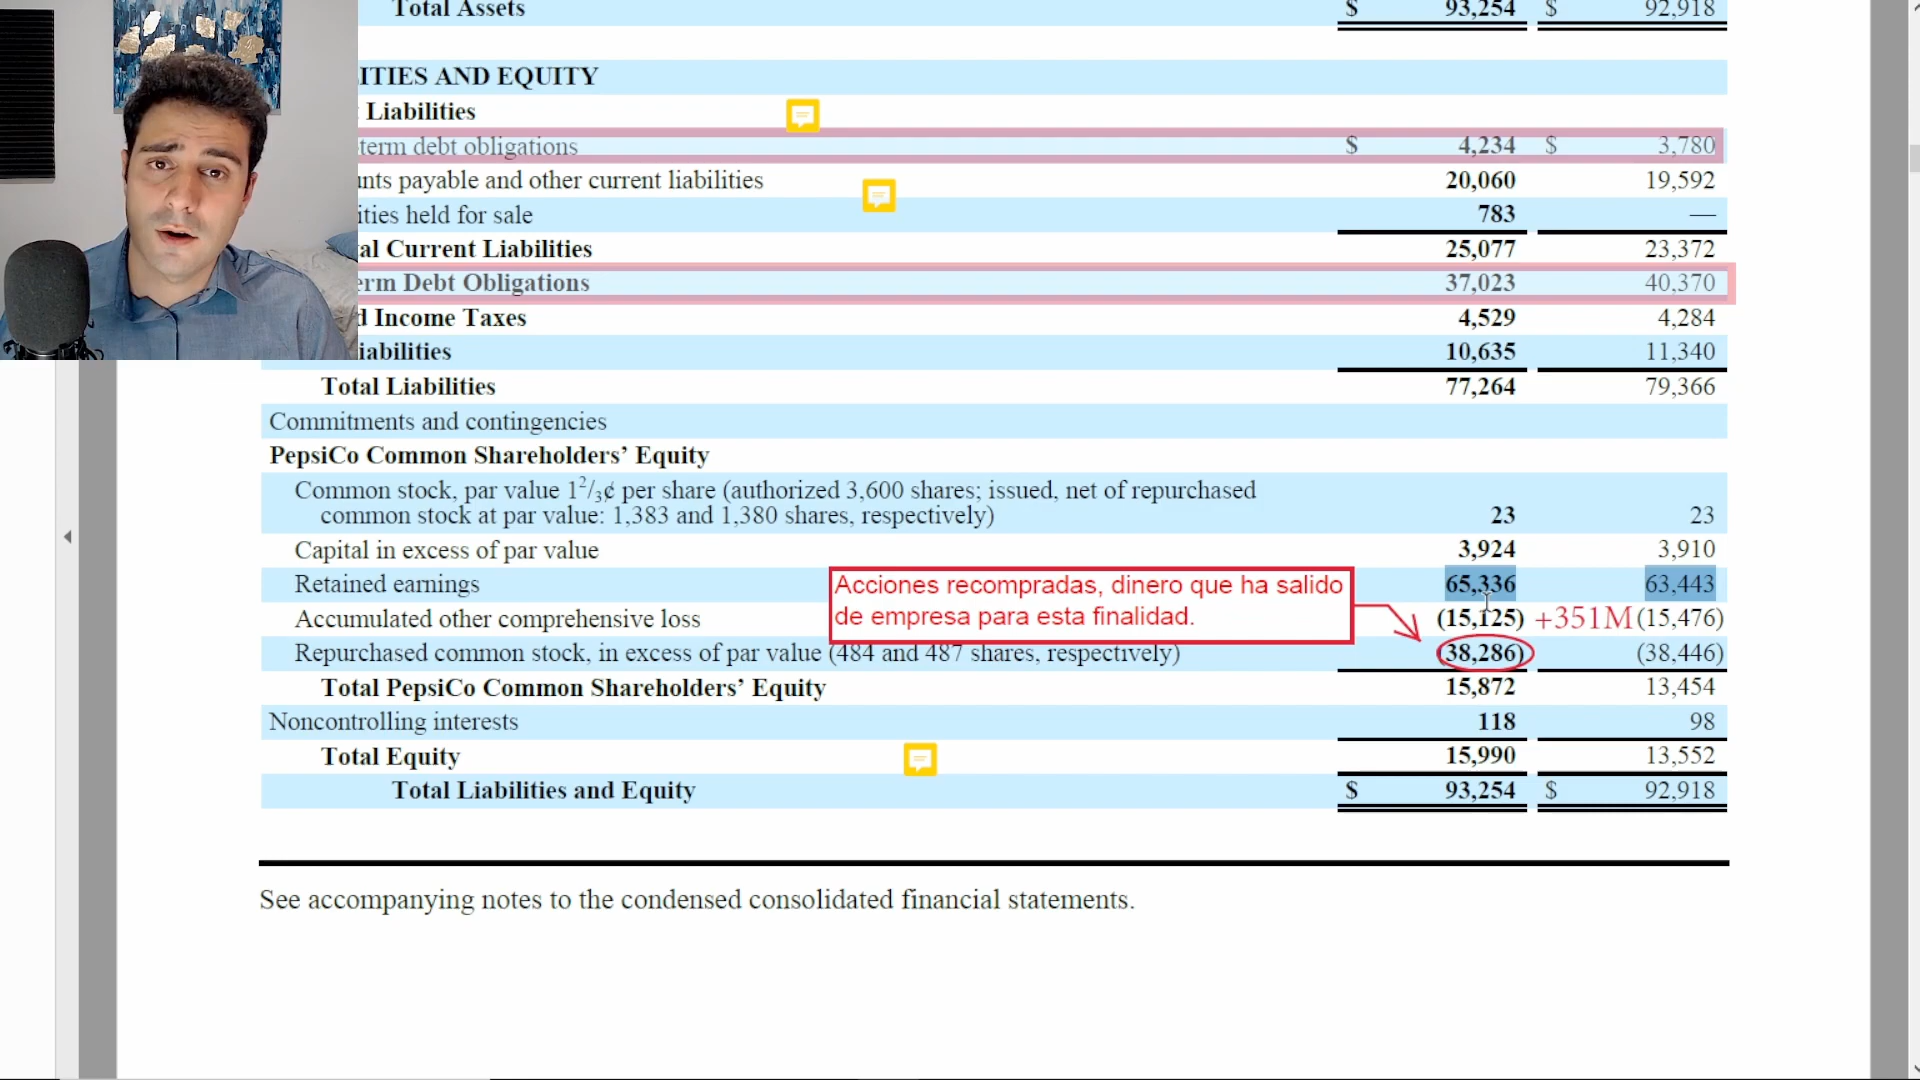 Total Assets $ 93,254 $ 92,918
ITIES AND EQUITY
Liabilities
term debt obligations $ 4,234 $ 3,780
nts payable and other current liabilities 20,060 19,592
ities held for sale 783 —
al Current Liabilities 25,077 23,372
erm Debt Obligations 37,023 40,370
d Income Taxes 4,529 4,284
iabilities 10,635 11,340
Total Liabilities 77,264 79,366
Commitments and contingencies
PepsiCo Common Shareholders’ Equity
Common stock, par value 1 2/3¢ per share (authorized 3,600 shares; issued, net of repurchased
common stock at par value: 1,383 and 1,380 shares, respectively) 23 23
Capital in excess of par value 3,924 3,910
Retained earnings 65,336 63,443
Acciones recompradas, dinero que ha salido
de empresa para esta finalidad.
Accumulated other comprehensive loss (15,125) +351M (15,476)
Repurchased common stock, in excess of par value (484 and 487 shares, respectively) (38,286) (38,446)
Total PepsiCo Common Shareholders’ Equity 15,872 13,454
Noncontrolling interests 118 98
Total Equity 15,990 13,552
Total Liabilities and Equity $ 93,254 $ 92,918
See accompanying notes to the condensed consolidated financial statements.